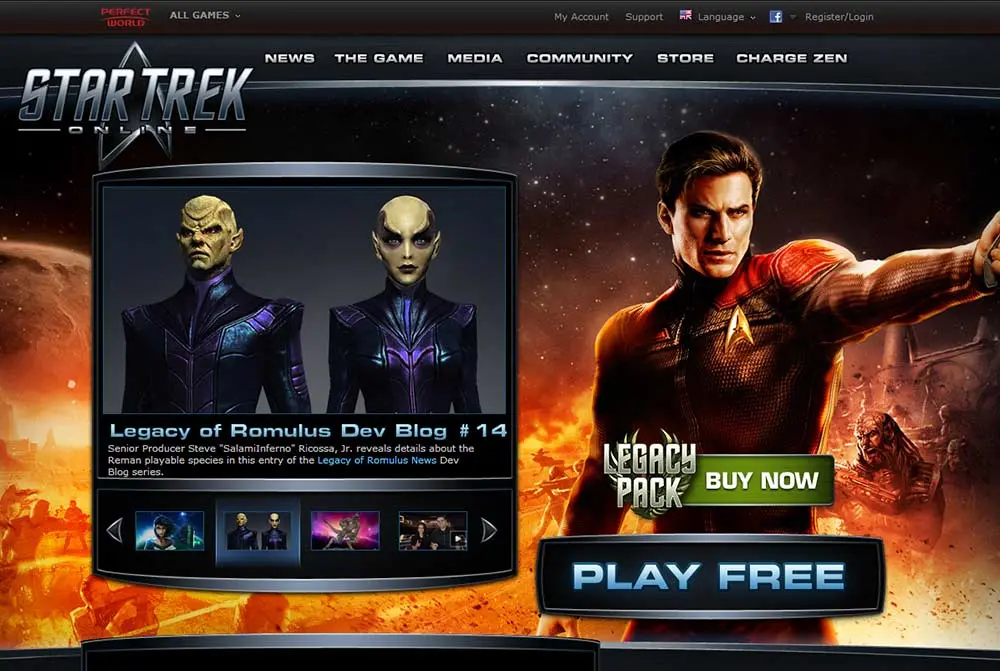 PERFECT WORLD
ALL GAMES
My Account Support Language Register/Login
STAR TREK
ONLINE
NEWS THE GAME MEDIA COMMUNITY STORE CHARGE ZEN
Legacy of Romulus Dev Blog #14
Senior Producer Steve "SalamiInferno" Ricossa, Jr. reveals details about the
Reman playable species in this entry of the Legacy of Romulus News Dev
Blog series.
LEGACY
PACK
BUY NOW
PLAY FREE